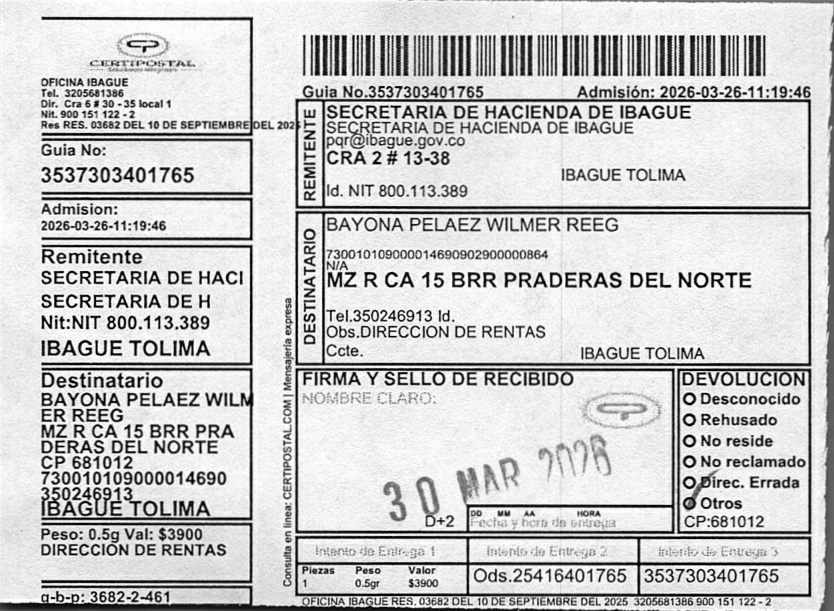 CERTIPOSTAL
OFICINA IBAGUE
Tel. 3205681386
Dir. Cra 6 # 30 - 35 local 1
Nit. 900 151 122 - 2
Res RES. 03682 DEL 10 DE SEPTIEMBRE DEL 2025
Guia No:
3537303401765
Admision:
2026-03-26-11:19:46
Remitente
SECRETARIA DE HACI
SECRETARIA DE H
Nit:NIT 800.113.389
IBAGUE TOLIMA
Destinatario
BAYONA PELAEZ WILM
ER REEG
MZ R CA 15 BRR PRA
DERAS DEL NORTE
CP 681012
730010109000014690
350246913
IBAGUE TOLIMA
Peso: 0.5g Val: $3900
DIRECCION DE RENTAS
g-b-p: 3682-2-461
Consulta en linea: CERTIPOSTAL.COM | Mensajería expresa
Guia No.3537303401765 Admisión: 2026-03-26-11:19:46
REMITENTE
SECRETARIA DE HACIENDA DE IBAGUE
SECRETARIA DE HACIENDA DE IBAGUE
pqr@ibague.gov.co
CRA 2 # 13-38
IBAGUE TOLIMA
Id. NIT 800.113.389
DESTINATARIO
BAYONA PELAEZ WILMER REEG
730010109000014690902900000864
N/A
MZ R CA 15 BRR PRADERAS DEL NORTE
Tel.350246913 Id.
Obs.DIRECCION DE RENTAS
Ccte. IBAGUE TOLIMA
FIRMA Y SELLO DE RECIBIDO
NOMBRE CLARO:
30 MAR 2026
D+2
DD MM AA HORA
Fecha y hora de entrega
DEVOLUCION
Desconocido
Rehusado
No reside
No reclamado
Direc. Errada
Otros
CP:681012
Intento de Entrega 1 Intento de Entrega 2 Intento de Entrega 3
Piezas Peso Valor
1 0.5gr $3900
Ods.25416401765 3537303401765
OFICINA IBAGUE RES. 03682 DEL 10 DE SEPTIEMBRE DEL 2025 3205681386 900 151 122 - 2